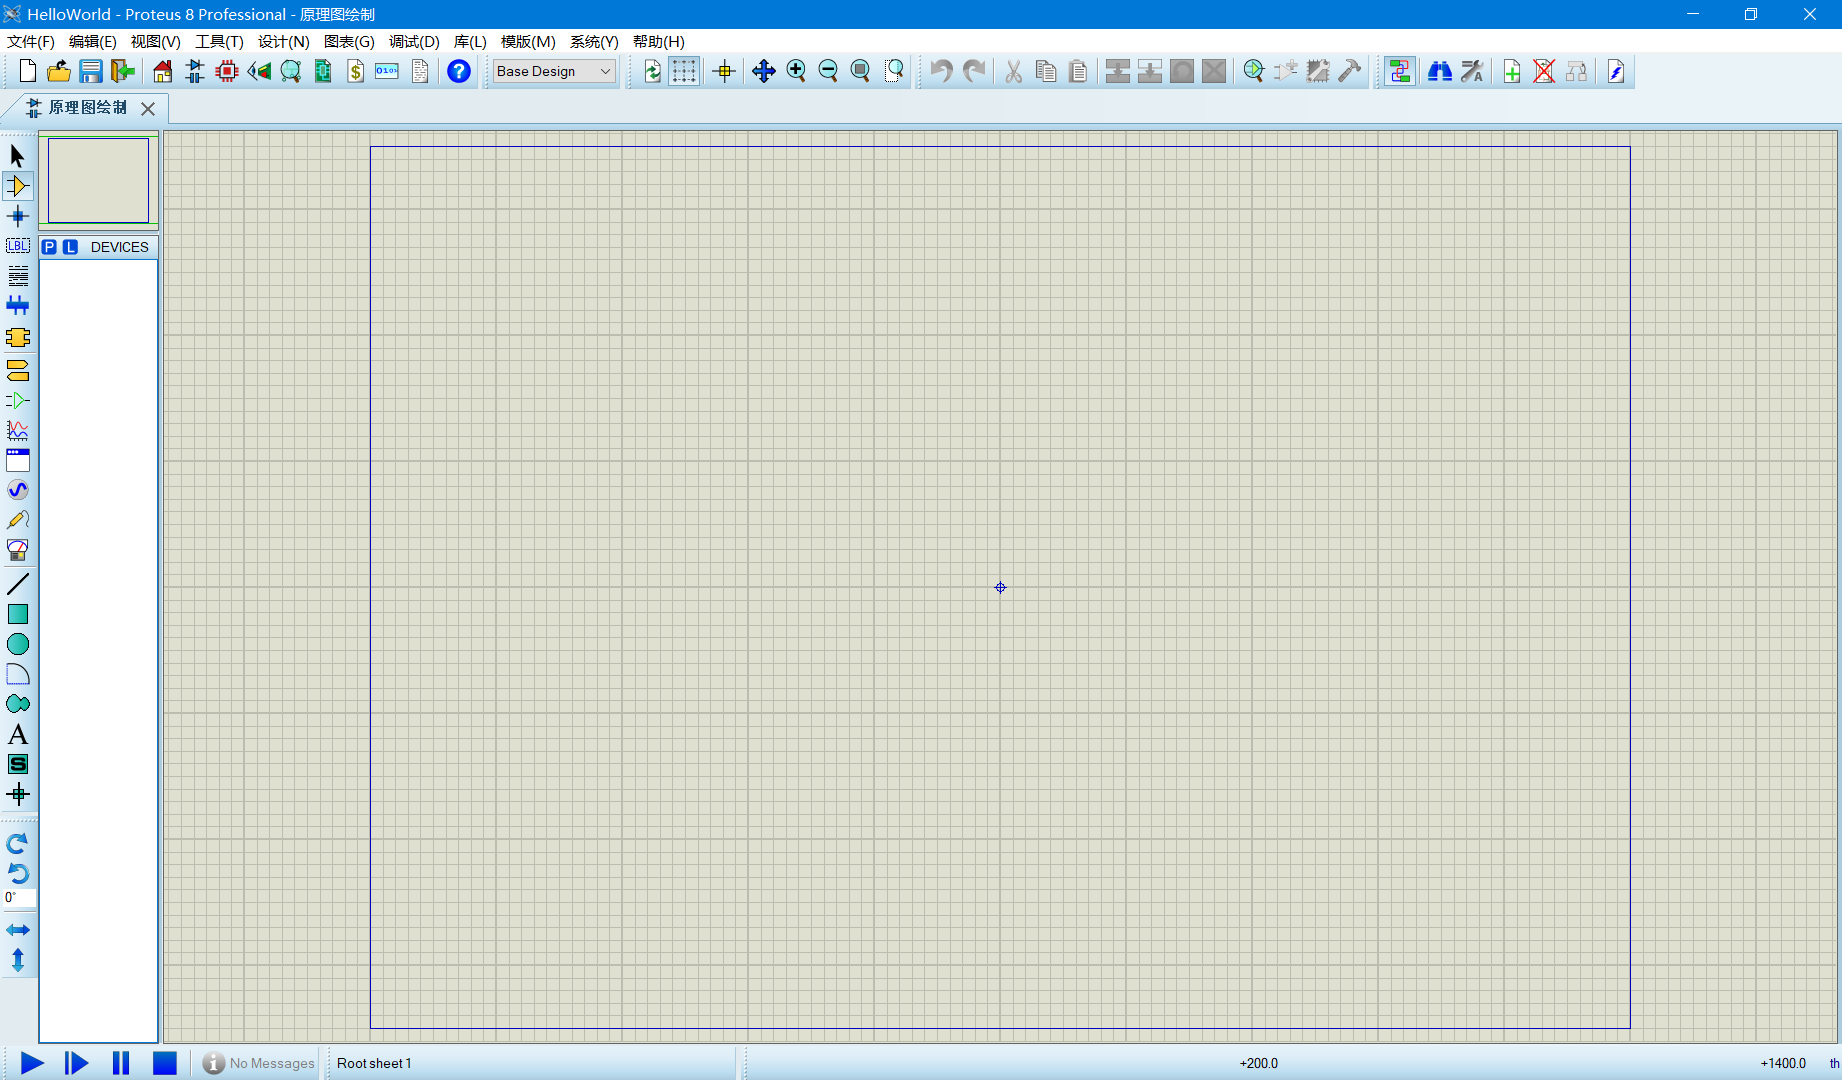 HelloWorld - Proteus 8 Professional - 原理图绘制
文件(F) 编辑(E) 视图(V) 工具(T) 设计(N) 图表(G) 调试(D) 库(L) 模版(M) 系统(Y) 帮助(H)
$ 0101 ? Base Design
原理图绘制
P L DEVICES
LBL
A
S
0°
No Messages Root sheet 1 +200.0 +1400.0 th